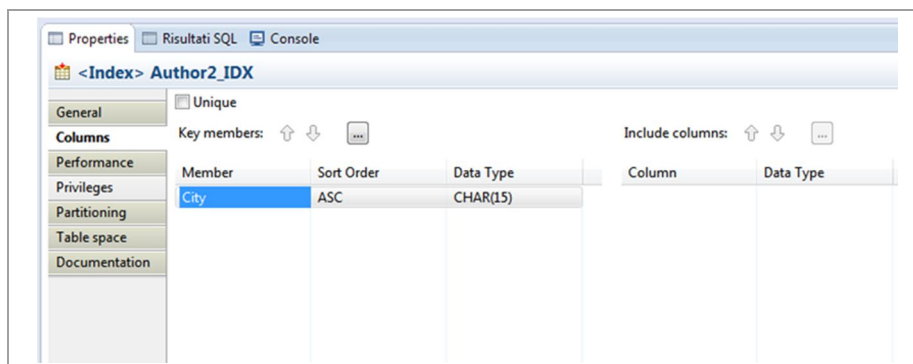 Properties Risultati SQL Console
<Index> Author2_IDX
General
Columns
Performance
Privileges
Partitioning
Table space
Documentation
Unique
Key members: ...
Member Sort Order Data Type
City ASC CHAR(15)
Include columns: ...
Column Data Type